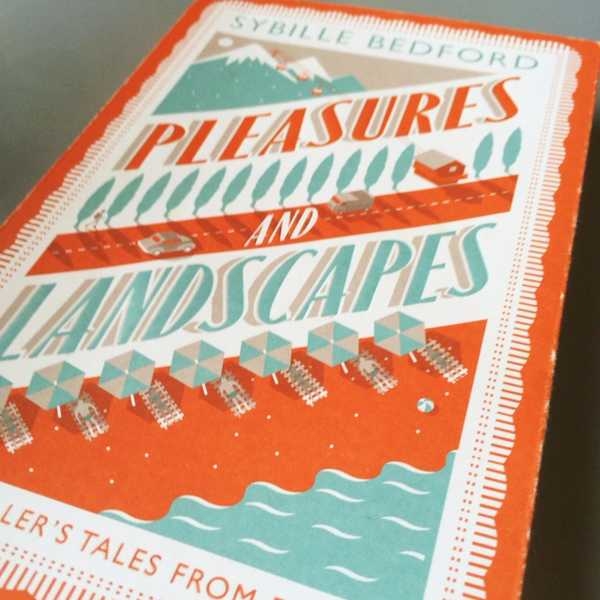 SYBILLE BEDFORD
PLEASURES
AND
LANDSCAPES
LER'S TALES FROM